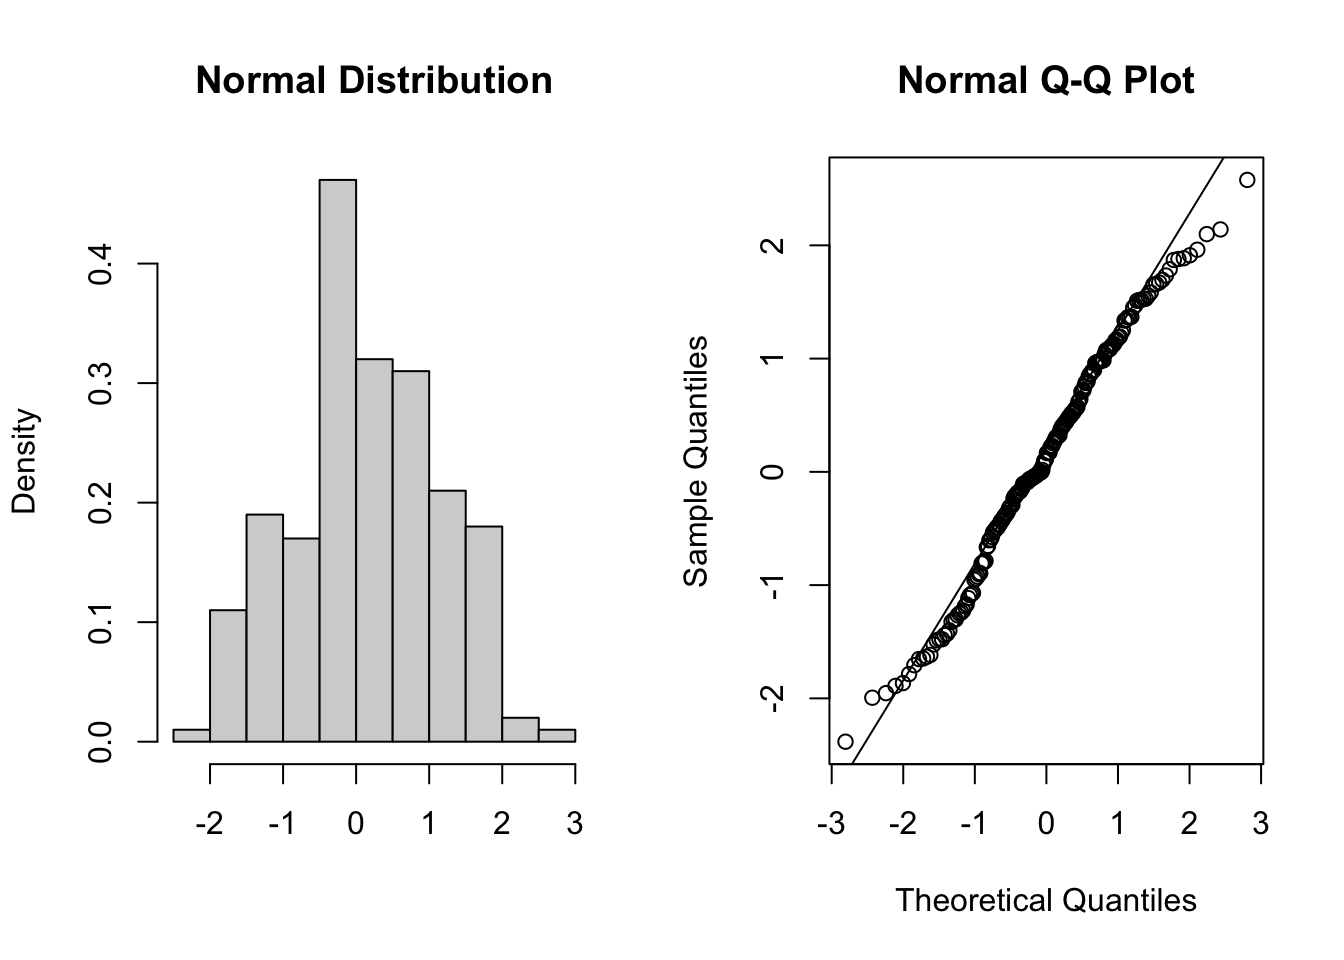 Normal Distribution
Density
0.0 0.1 0.2 0.3 0.4
-2 -1 0 1 2 3
Normal Q-Q Plot
Sample Quantiles
-2 -1 0 1 2
-3 -2 -1 0 1 2 3
Theoretical Quantiles